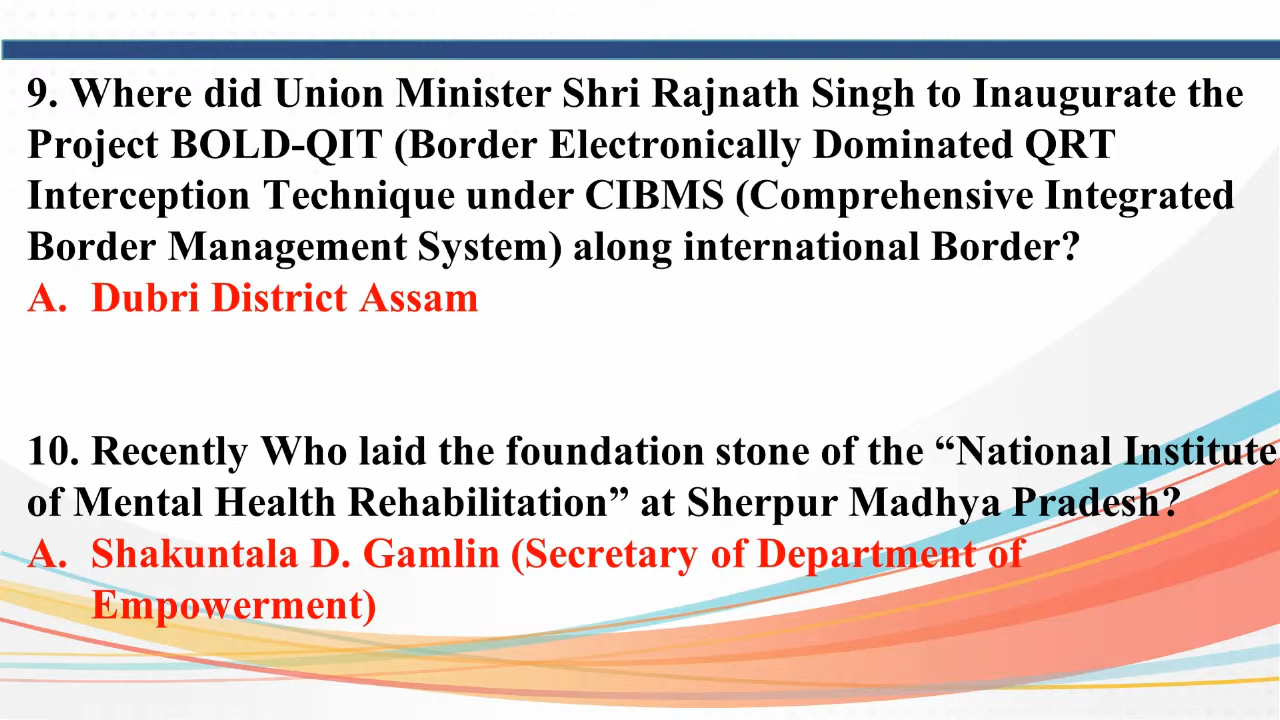 9. Where did Union Minister Shri Rajnath Singh to Inaugurate the
Project BOLD-QIT (Border Electronically Dominated QRT
Interception Technique under CIBMS (Comprehensive Integrated
Border Management System) along international Border?
A. Dubri District Assam
10. Recently Who laid the foundation stone of the “National Institute
of Mental Health Rehabilitation” at Sherpur Madhya Pradesh?
A. Shakuntala D. Gamlin (Secretary of Department of
Empowerment)